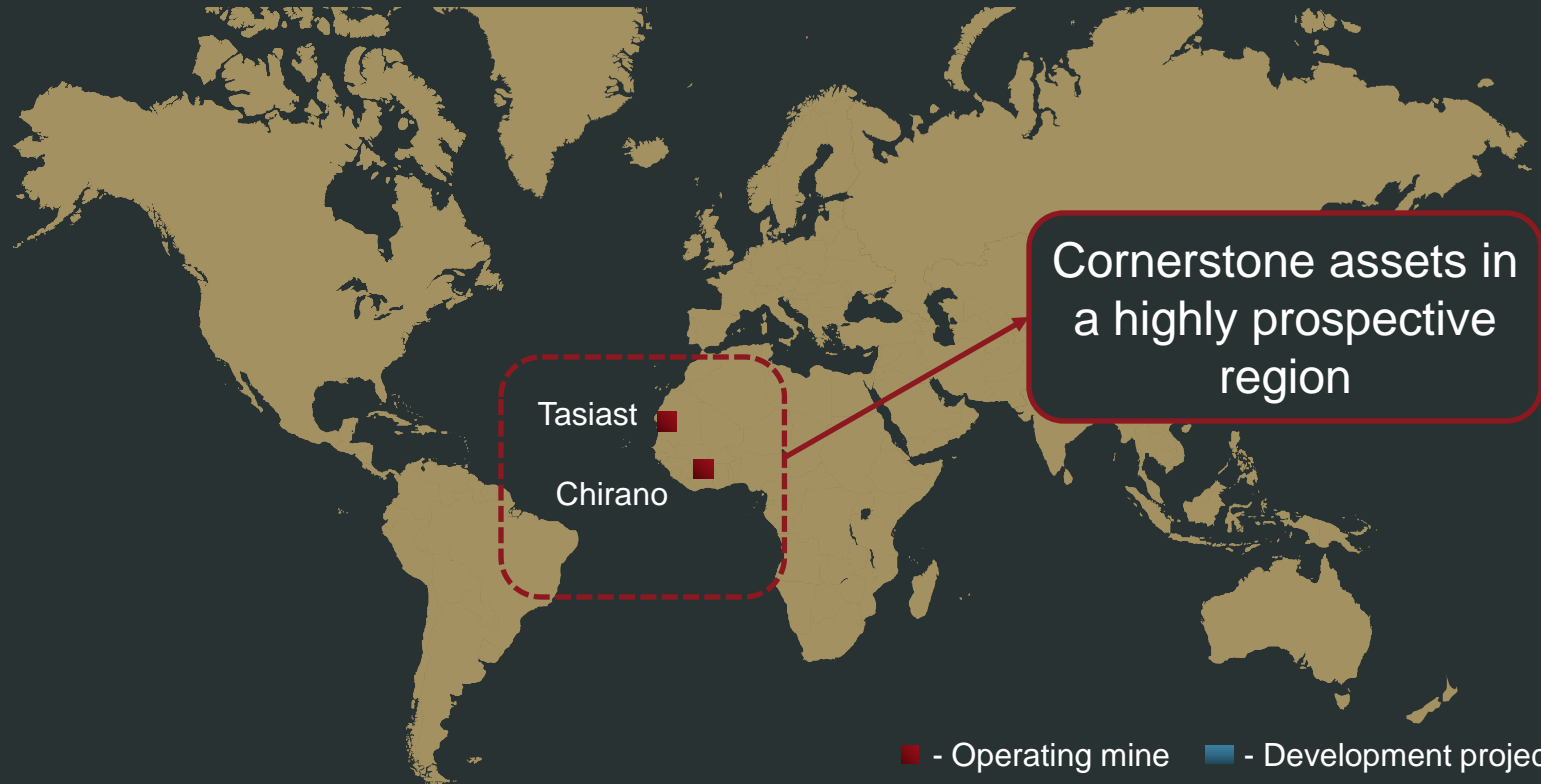 Cornerstone assets in
a highly prospective
region
Tasiast
Chirano
- Operating mine - Development projec